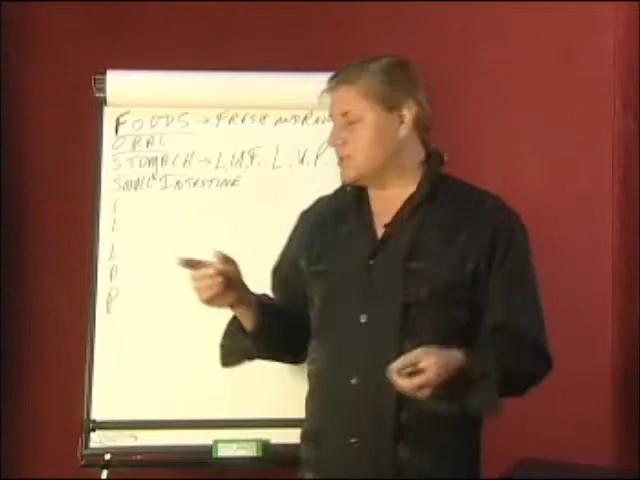 FOODS → FRESH AND RAW
ORAL
STOMACH → L.U.F. L.U.P
SMALL INTESTINE
I
L
L
P
P